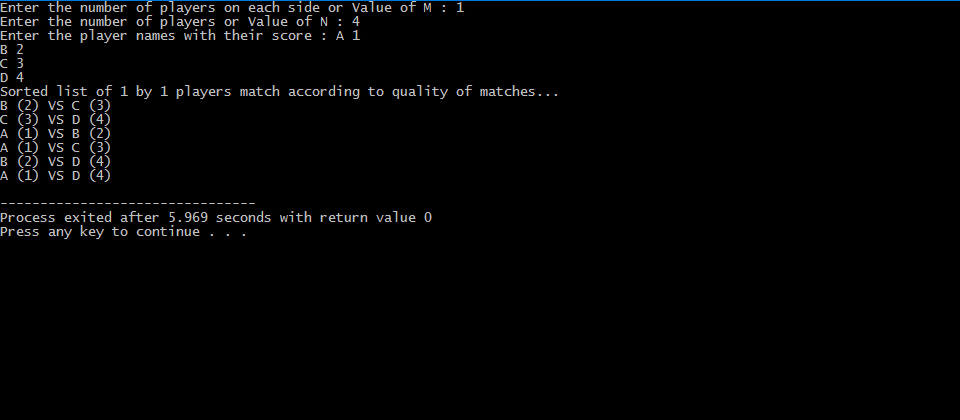 Enter the number of players on each side or Value of M : 1
Enter the number of players or Value of N : 4
Enter the player names with their score : A 1
B 2
C 3
D 4
Sorted list of 1 by 1 players match according to quality of matches...
B (2) VS C (3)
C (3) VS D (4)
A (1) VS B (2)
A (1) VS C (3)
B (2) VS D (4)
A (1) VS D (4)
--------------------------------
Process exited after 5.969 seconds with return value 0
Press any key to continue . . .